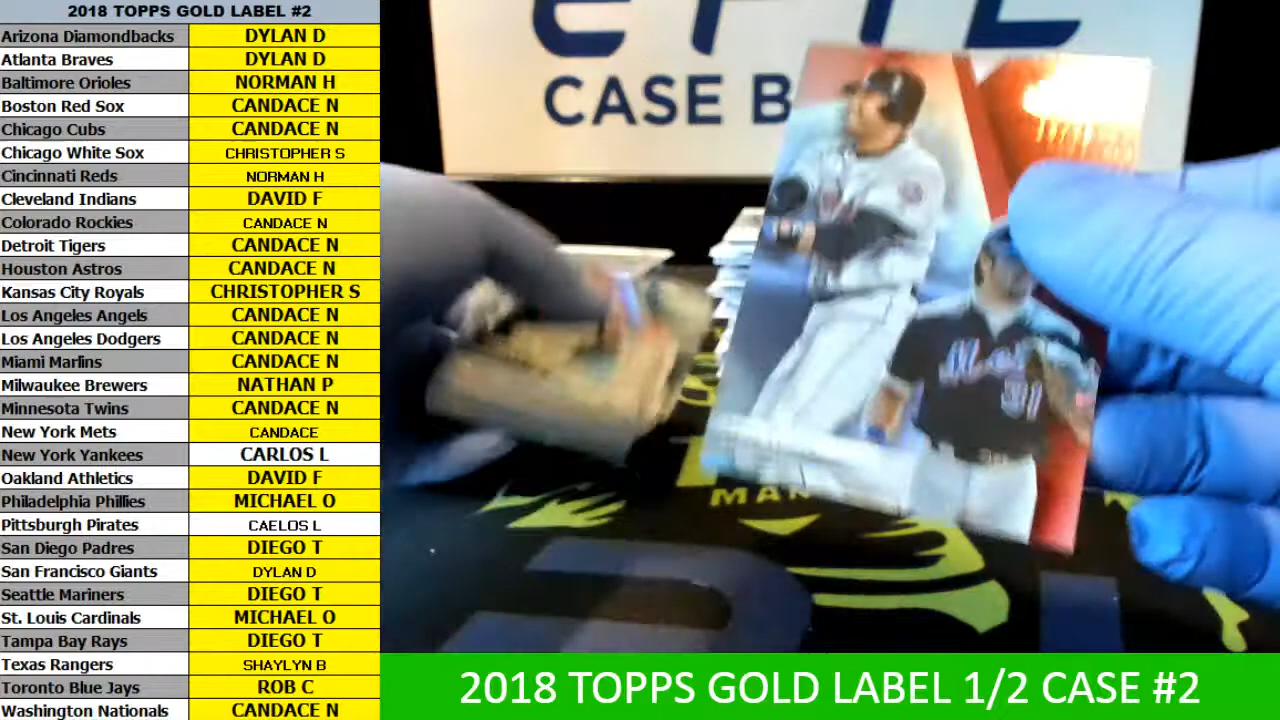 2018 TOPPS GOLD LABEL #2
Arizona Diamondbacks DYLAN D
Atlanta Braves DYLAN D
Baltimore Orioles NORMAN H
Boston Red Sox CANDACE N
Chicago Cubs CANDACE N
Chicago White Sox CHRISTOPHER S
Cincinnati Reds NORMAN H
Cleveland Indians DAVID F
Colorado Rockies CANDACE N
Detroit Tigers CANDACE N
Houston Astros CANDACE N
Kansas City Royals CHRISTOPHER S
Los Angeles Angels CANDACE N
Los Angeles Dodgers CANDACE N
Miami Marlins CANDACE N
Milwaukee Brewers NATHAN P
Minnesota Twins CANDACE N
New York Mets CANDACE
New York Yankees CARLOS L
Oakland Athletics DAVID F
Philadelphia Phillies MICHAEL O
Pittsburgh Pirates CAELOS L
San Diego Padres DIEGO T
San Francisco Giants DYLAN D
Seattle Mariners DIEGO T
St. Louis Cardinals MICHAEL O
Tampa Bay Rays DIEGO T
Texas Rangers SHAYLYN B
Toronto Blue Jays ROB C
Washington Nationals CANDACE N
EPIC
CASE B
Mets
31
MAN
2018 TOPPS GOLD LABEL 1/2 CASE #2